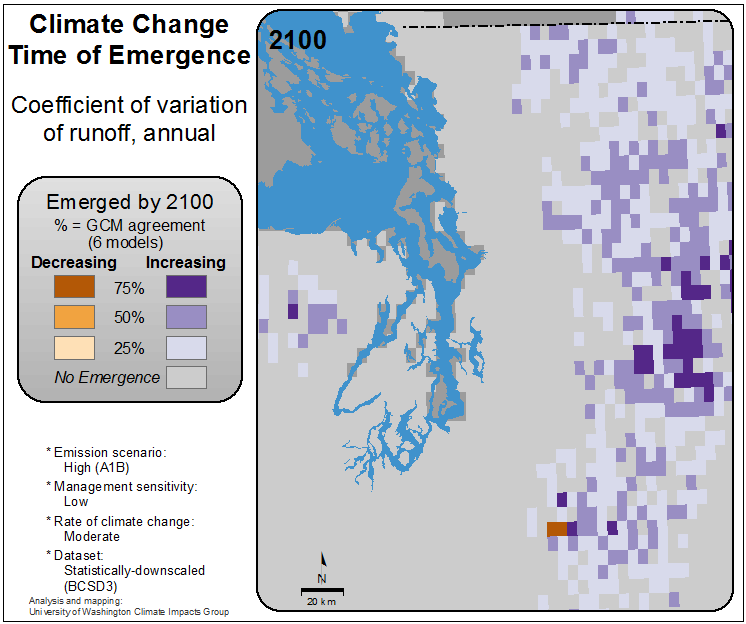 Climate Change
Time of Emergence
Coefficient of variation
of runoff, annual
Emerged by 2100
% = GCM agreement
(6 models)
Decreasing Increasing
75%
50%
25%
No Emergence
* Emission scenario:
High (A1B)
* Management sensitivity:
Low
* Rate of climate change:
Moderate
* Dataset:
Statistically-downscaled
(BCSD3)
Analysis and mapping:
University of Washington Climate Impacts Group
2100
N
20 km